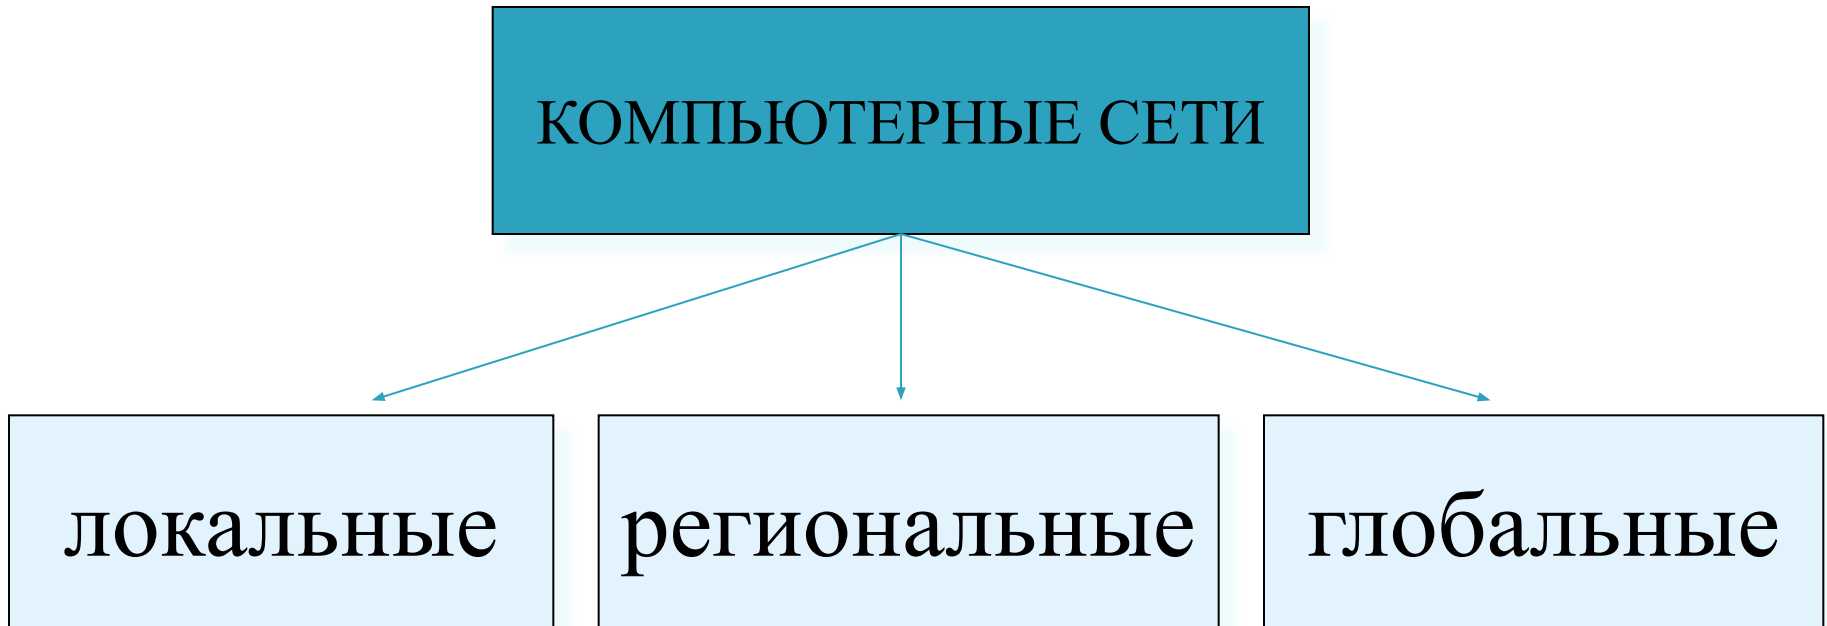 КОМПЬЮТЕРНЫЕ СЕТИ
локальные
региональные
глобальные